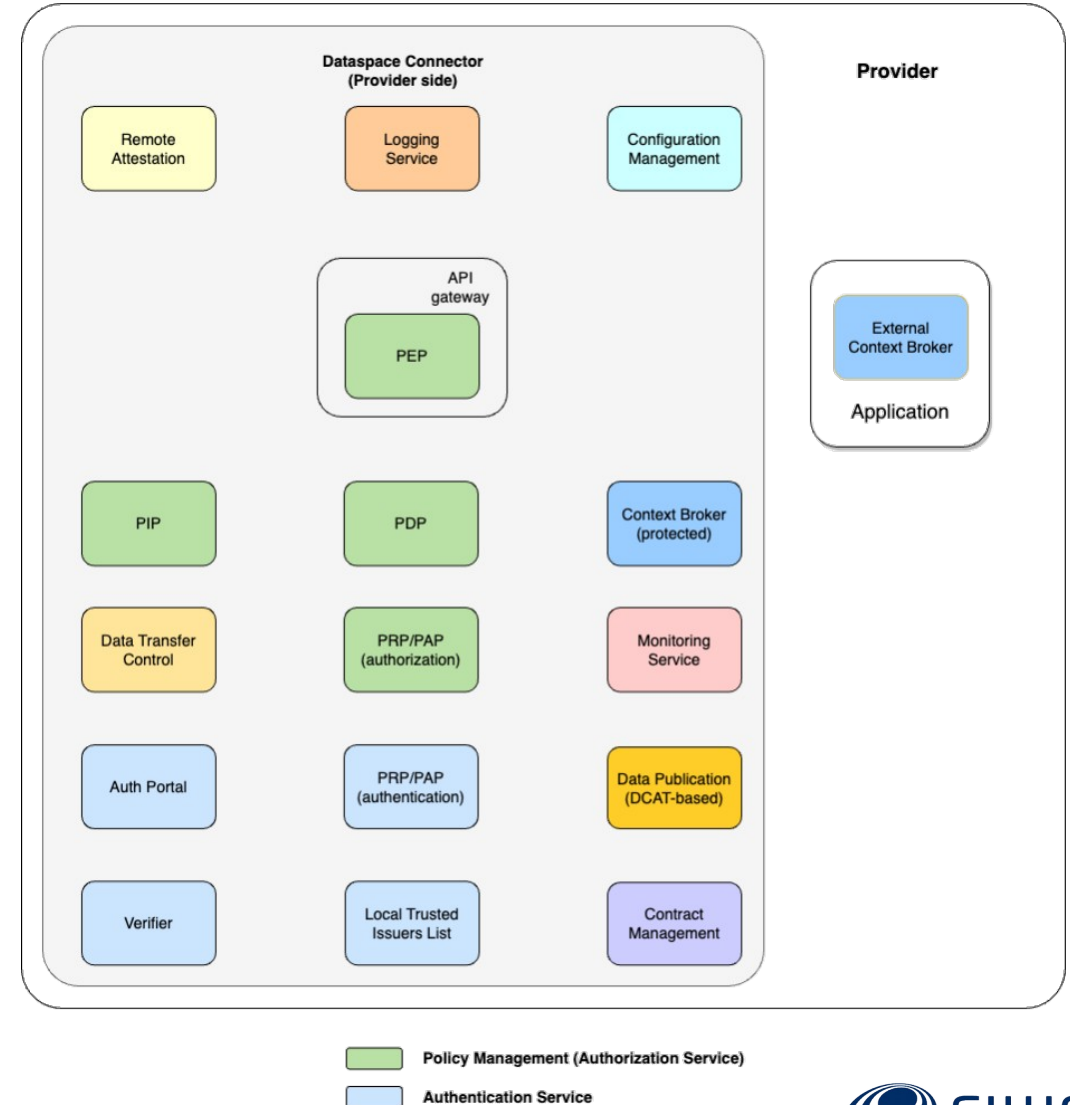 Dataspace Connector
(Provider side)
Provider
Remote
Attestation
Logging
Service
Configuration
Management
API
gateway
PEP
External
Context Broker
Application
PIP
PDP
Context Broker
(protected)
Data Transfer
Control
PRP/PAP
(authorization)
Monitoring
Service
Auth Portal
PRP/PAP
(authentication)
Data Publication
(DCAT-based)
Verifier
Local Trusted
Issuers List
Contract
Management
Policy Management (Authorization Service)
Authentication Service